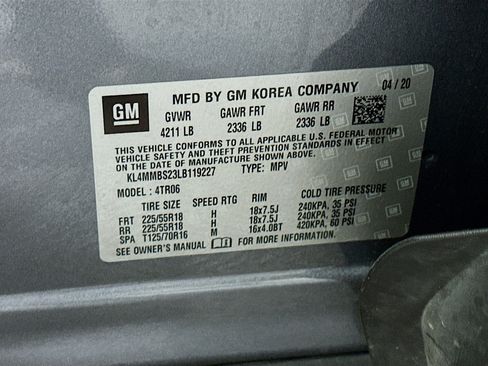 GM
MFD BY GM KOREA COMPANY 04/20
GVWR GAWR FRT GAWR RR
4211 LB 2336 LB 2336 LB
THIS VEHICLE CONFORMS TO ALL APPLICABLE U.S. FEDERAL MOTOR
VEHICLE SAFETY, BUMPER, AND THEFT PREVENTION STANDARDS IN EFFECT
ON THE DATE OF MANUFACTURE SHOWN ABOVE.
KL4MMBS23LB119227 TYPE: MPV
MODEL : 4TR06
TIRE SIZE SPEED RTG RIM COLD TIRE PRESSURE
FRT 225/55R18 H 18x7.5J 240KPA, 35 PSI
RR 225/55R18 H 18x7.5J 240KPA, 35 PSI
SPA T125/70R16 M 16x4.0BT 420KPA, 60 PSI
SEE OWNER'S MANUAL FOR MORE INFORMATION